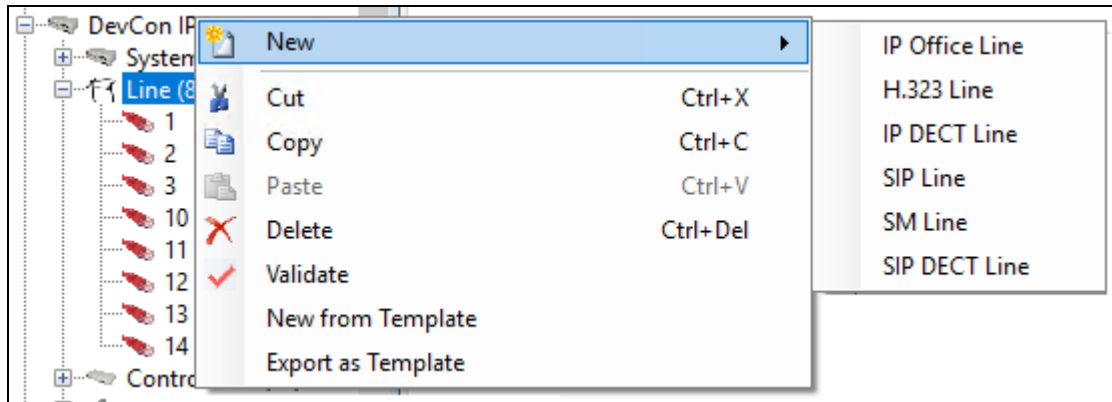 DevCon IP
System
Line (8
1
2
3
10
11
12
13
14
Contro
New
Cut Ctrl+X
Copy Ctrl+C
Paste Ctrl+V
Delete Ctrl+Del
Validate
New from Template
Export as Template
IP Office Line
H.323 Line
IP DECT Line
SIP Line
SM Line
SIP DECT Line